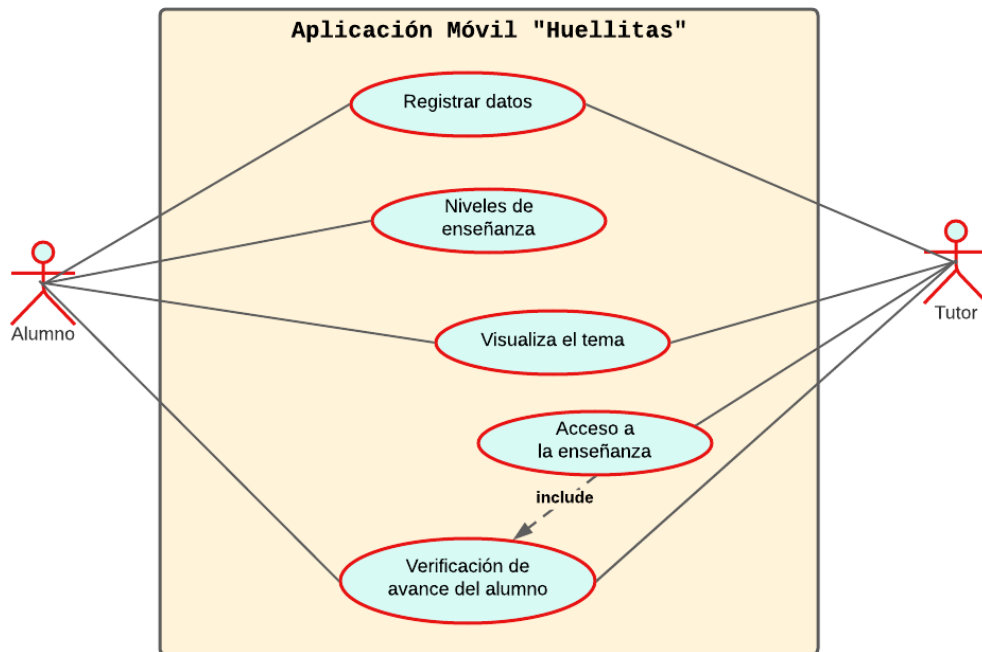 Aplicación Móvil "Huellitas"
Registrar datos
Niveles de
enseñanza
Alumno
Tutor
Visualiza el tema
Acceso a
la enseñanza
include
Verificación de
avance del alumno